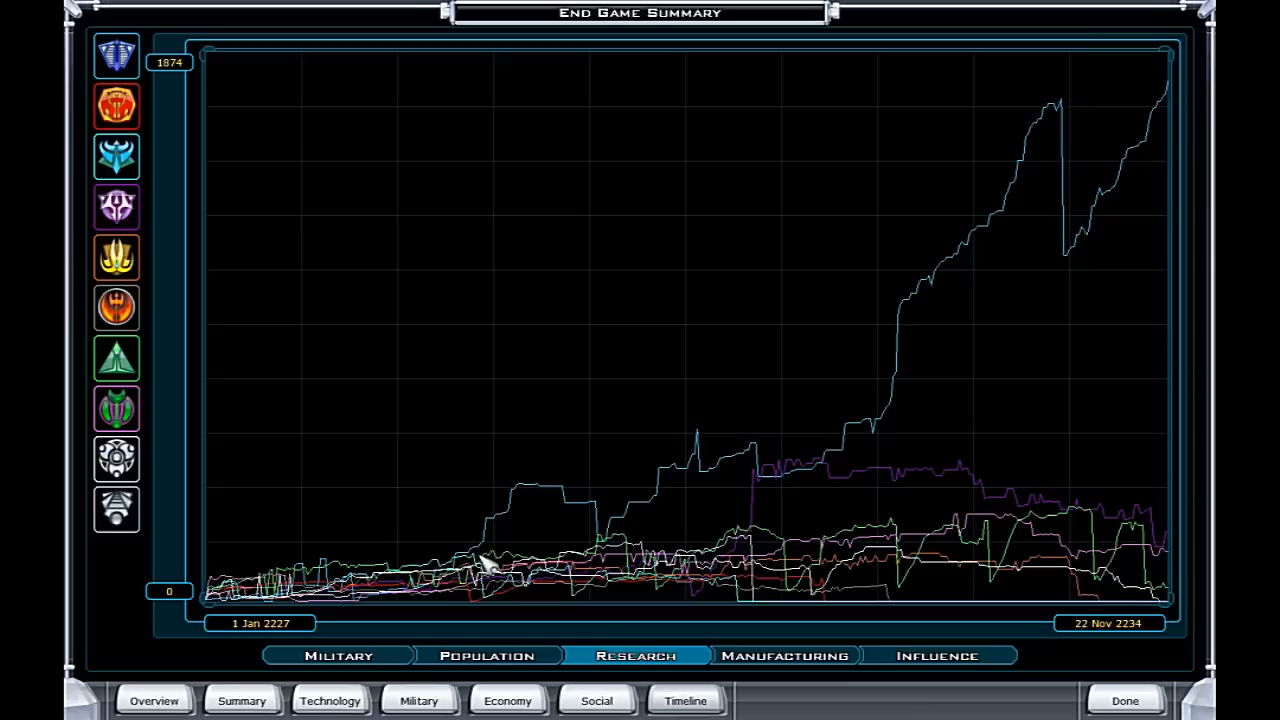 END GAME SUMMARY
1874
0
1 Jan 2227
22 Nov 2234
MILITARY POPULATION RESEARCH MANUFACTURING INFLUENCE
Overview Summary Technology Military Economy Social Timeline Done